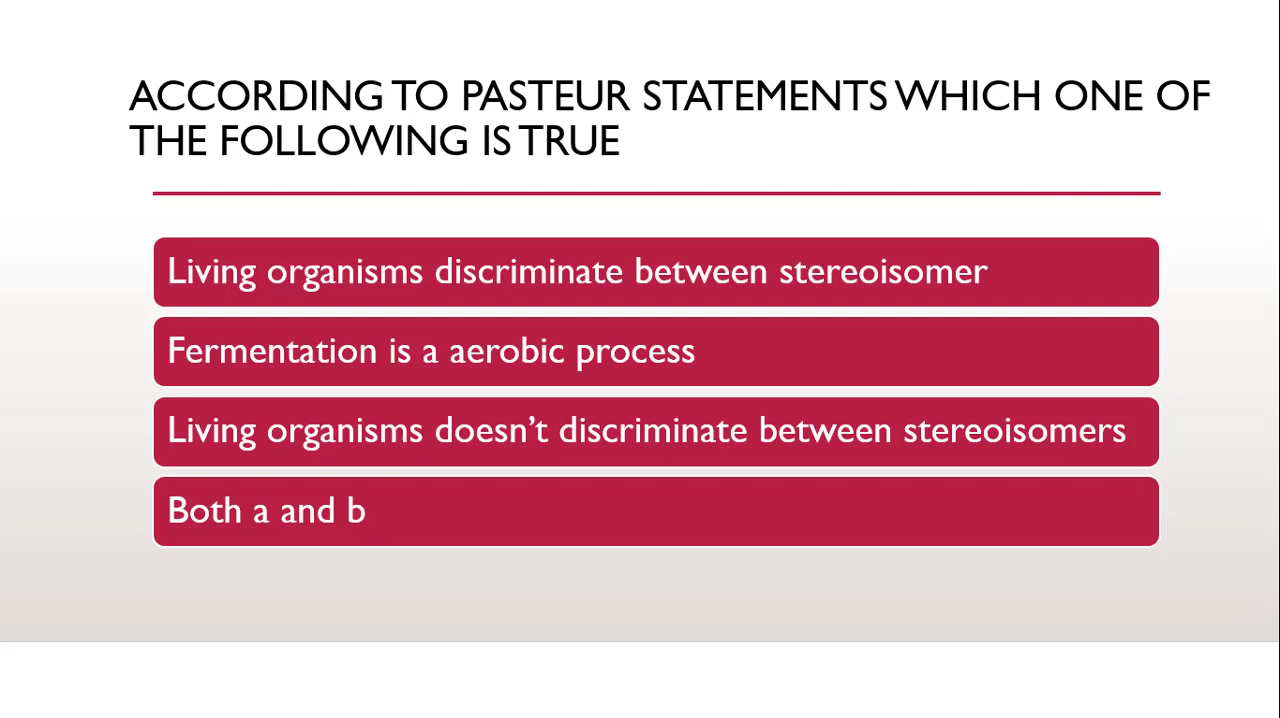 ACCORDING TO PASTEUR STATEMENTS WHICH ONE OF
THE FOLLOWING IS TRUE
Living organisms discriminate between stereoisomer
Fermentation is a aerobic process
Living organisms doesn’t discriminate between stereoisomers
Both a and b